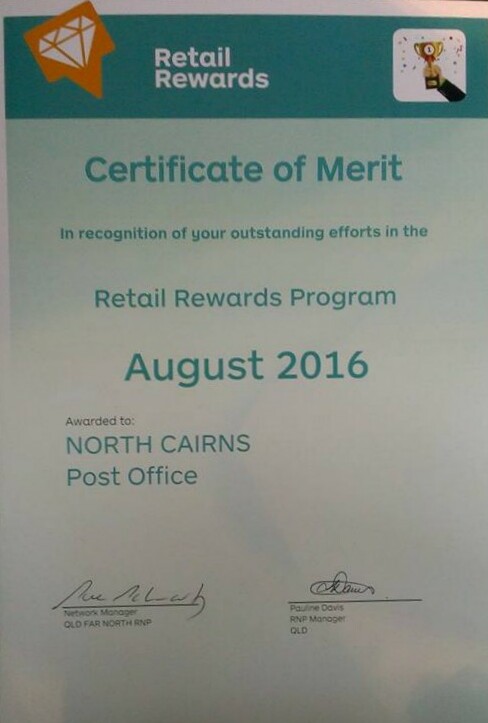 Retail
Rewards
Certificate of Merit
In recognition of your outstanding efforts in the
Retail Rewards Program
August 2016
Awarded to:
NORTH CAIRNS
Post Office
Network Manager
QLD FAR NORTH RNP
Pauline Davis
RNP Manager
QLD